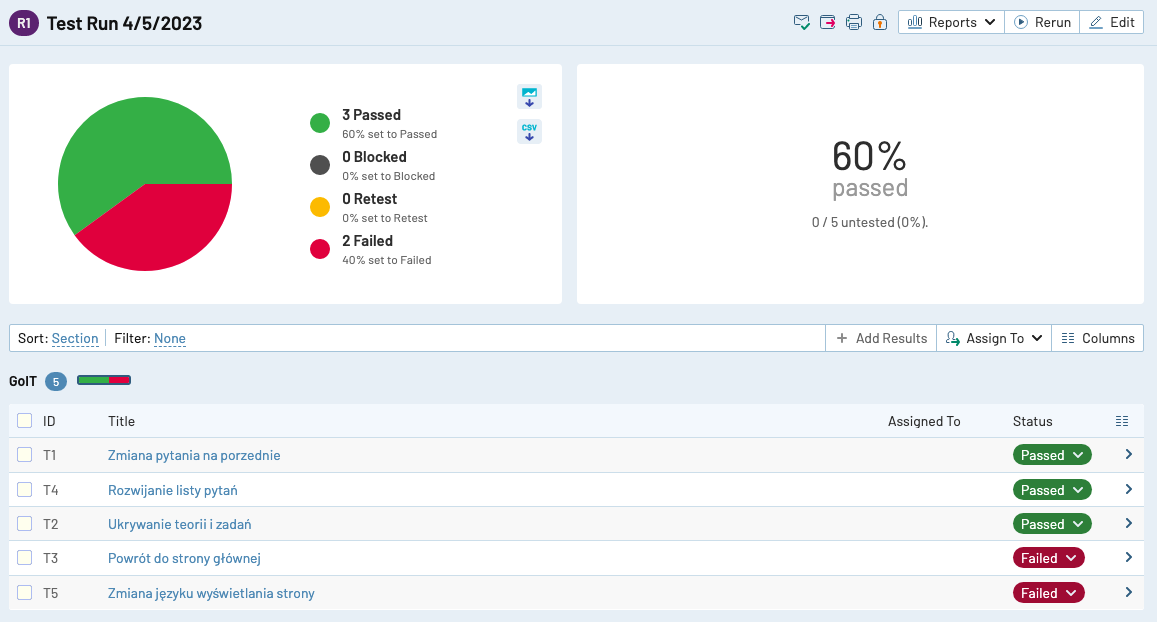 R1 Test Run 4/5/2023
Reports Rerun Edit
3 Passed
60% set to Passed
0 Blocked
0% set to Blocked
0 Retest
0% set to Retest
2 Failed
40% set to Failed
CSV
60%
passed
0 / 5 untested (0%).
Sort: Section Filter: None
Add Results Assign To Columns
GoIT 5
ID Title Assigned To Status
T1 Zmiana pytania na porzednie Passed
T4 Rozwijanie listy pytań Passed
T2 Ukrywanie teorii i zadań Passed
T3 Powrót do strony głównej Failed
T5 Zmiana języku wyświetlania strony Failed